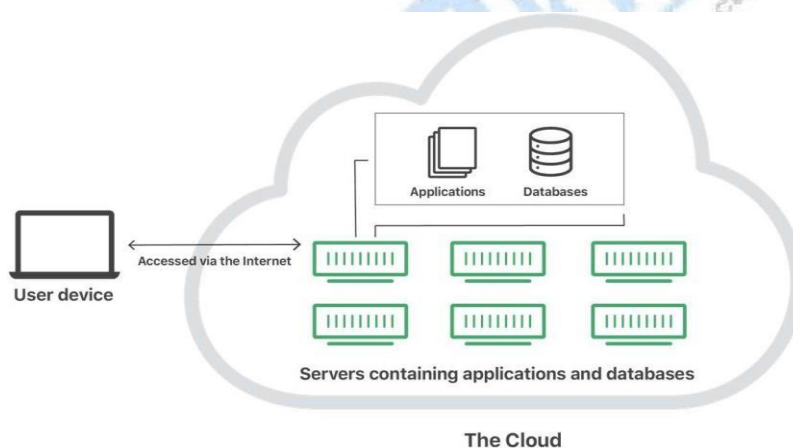 Applications Databases
Accessed via the Internet
User device
Servers containing applications and databases
The Cloud